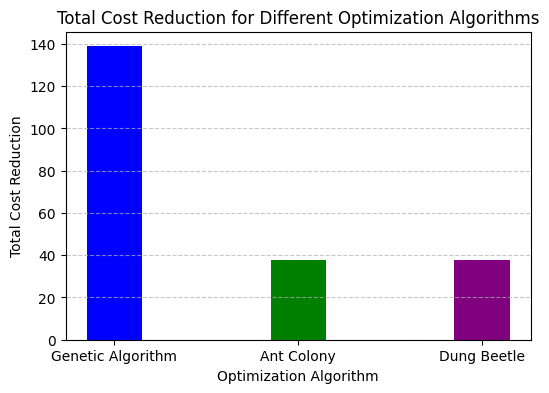 Total Cost Reduction for Different Optimization Algorithms
Total Cost Reduction
140
120
100
80
60
40
20
0
Genetic Algorithm
Ant Colony
Dung Beetle
Optimization Algorithm